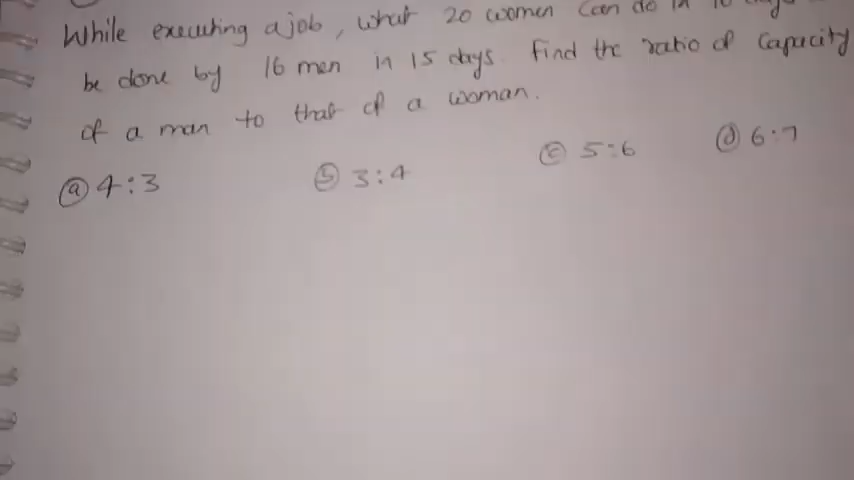 While executing a job, what 20 women can do in
be done by 16 men in 15 days. Find the ratio of capacity
of a man to that of a woman.
(a) 4:3 (b) 3:4 (c) 5:6 (d) 6:7